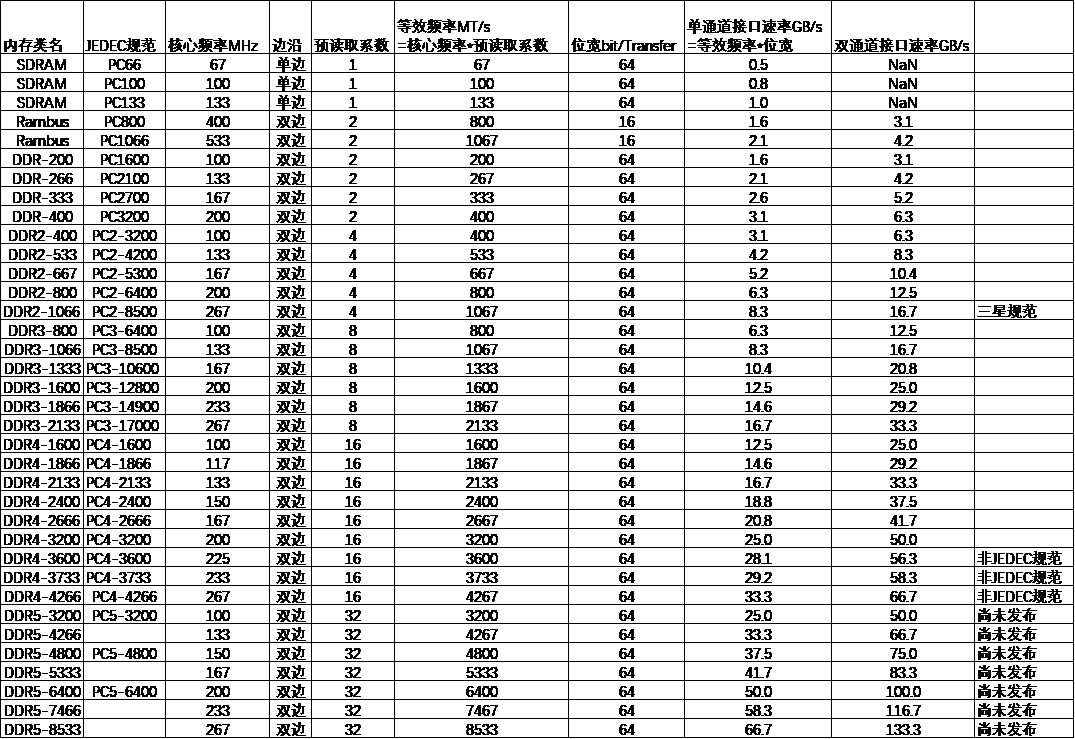 内存类名 JEDEC规范 核心频率MHz 边沿 预读取系数 等效频率MT/s =核心频率*预读取系数 位宽bit/Transfer 单通道接口速率GB/s =等效频率*位宽 双通道接口速率GB/s
SDRAM PC66 67 单边 1 67 64 0.5 NaN
SDRAM PC100 100 单边 1 100 64 0.8 NaN
SDRAM PC133 133 单边 1 133 64 1.0 NaN
Rambus PC800 400 双边 2 800 16 1.6 3.1
Rambus PC1066 533 双边 2 1067 16 2.1 4.2
DDR-200 PC1600 100 双边 2 200 64 1.6 3.1
DDR-266 PC2100 133 双边 2 267 64 2.1 4.2
DDR-333 PC2700 167 双边 2 333 64 2.6 5.2
DDR-400 PC3200 200 双边 2 400 64 3.1 6.3
DDR2-400 PC2-3200 100 双边 4 400 64 3.1 6.3
DDR2-533 PC2-4200 133 双边 4 533 64 4.2 8.3
DDR2-667 PC2-5300 167 双边 4 667 64 5.2 10.4
DDR2-800 PC2-6400 200 双边 4 800 64 6.3 12.5
DDR2-1066 PC2-8500 267 双边 4 1067 64 8.3 16.7 三星规范
DDR3-800 PC3-6400 100 双边 8 800 64 6.3 12.5
DDR3-1066 PC3-8500 133 双边 8 1067 64 8.3 16.7
DDR3-1333 PC3-10600 167 双边 8 1333 64 10.4 20.8
DDR3-1600 PC3-12800 200 双边 8 1600 64 12.5 25.0
DDR3-1866 PC3-14900 233 双边 8 1867 64 14.6 29.2
DDR3-2133 PC3-17000 267 双边 8 2133 64 16.7 33.3
DDR4-1600 PC4-1600 100 双边 16 1600 64 12.5 25.0
DDR4-1866 PC4-1866 117 双边 16 1867 64 14.6 29.2
DDR4-2133 PC4-2133 133 双边 16 2133 64 16.7 33.3
DDR4-2400 PC4-2400 150 双边 16 2400 64 18.8 37.5
DDR4-2666 PC4-2666 167 双边 16 2667 64 20.8 41.7
DDR4-3200 PC4-3200 200 双边 16 3200 64 25.0 50.0
DDR4-3600 PC4-3600 225 双边 16 3600 64 28.1 56.3 非JEDEC规范
DDR4-3733 PC4-3733 233 双边 16 3733 64 29.2 58.3 非JEDEC规范
DDR4-4266 PC4-4266 267 双边 16 4267 64 33.3 66.7 非JEDEC规范
DDR5-3200 PC5-3200 100 双边 32 3200 64 25.0 50.0 尚未发布
DDR5-4266 133 双边 32 4267 64 33.3 66.7 尚未发布
DDR5-4800 PC5-4800 150 双边 32 4800 64 37.5 75.0 尚未发布
DDR5-5333 167 双边 32 5333 64 41.7 83.3 尚未发布
DDR5-6400 PC5-6400 200 双边 32 6400 64 50.0 100.0 尚未发布
DDR5-7466 233 双边 32 7467 64 58.3 116.7 尚未发布
DDR5-8533 267 双边 32 8533 64 66.7 133.3 尚未发布